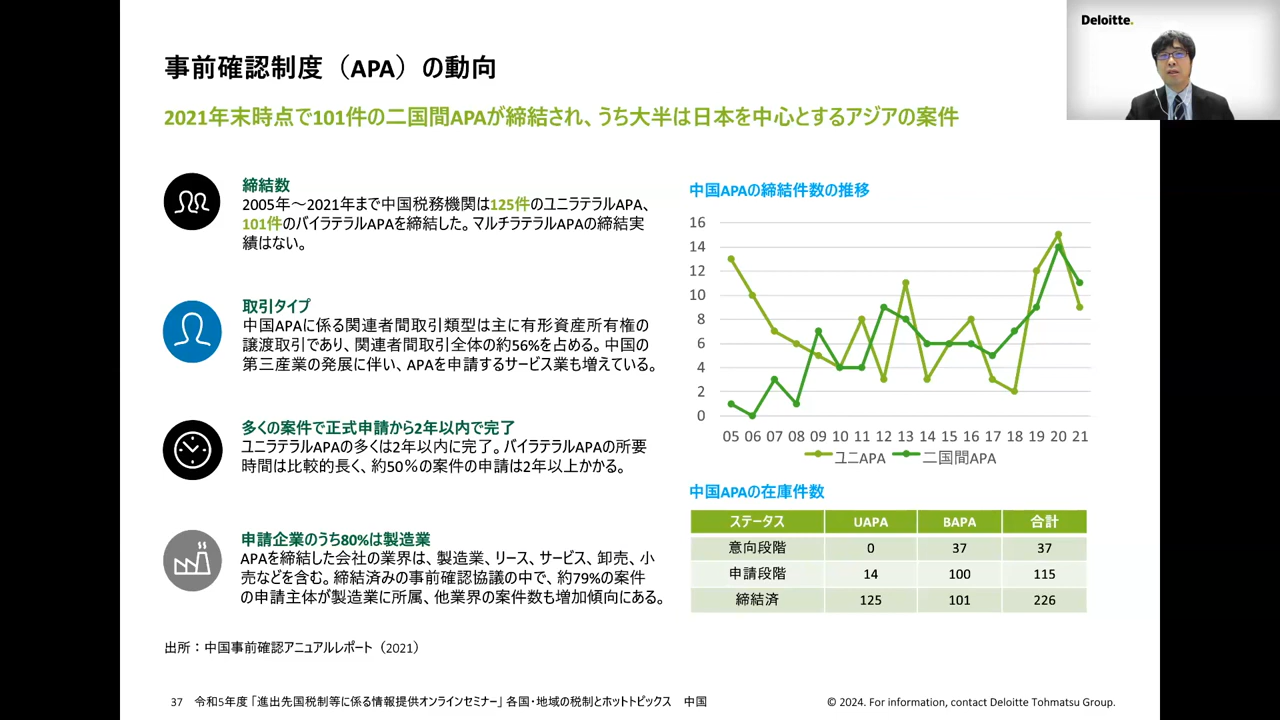 Deloitte.
事前確認制度（APA）の動向
2021年末時点で101件の二国間APAが締結され、うち大半は日本を中心とするアジアの案件
締結数
2005年～2021年まで中国税務機関は125件のユニラテラルAPA、
101件のバイラテラルAPAを締結した。マルチラテラルAPAの締結実
績はない。
取引タイプ
中国APAに係る関連者間取引類型は主に有形資産所有権の
譲渡取引であり、関連者間取引全体の約56%を占める。中国の
第三産業の発展に伴い、APAを申請するサービス業も増えている。
多くの案件で正式申請から2年以内で完了
ユニラテラルAPAの多くは2年以内に完了。バイラテラルAPAの所要
時間は比較的長く、約50％の案件の申請は2年以上かかる。
申請企業のうち80%は製造業
APAを締結した会社の業界は、製造業、リース、サービス、卸売、小
売などを含む。締結済みの事前確認協議の中で、約79%の案件
の申請主体が製造業に所属、他業界の案件数も増加傾向にある。
中国APAの締結件数の推移
16
14
12
10
8
6
4
2
0
05 06 07 08 09 10 11 12 13 14 15 16 17 18 19 20 21
ユニAPA 二国間APA
中国APAの在庫件数
ステータス UAPA BAPA 合計
意向段階 0 37 37
申請段階 14 100 115
締結済 125 101 226
出所：中国事前確認アニュアルレポート（2021）
37 令和5年度「進出先国税制等に係る情報提供オンラインセミナー」各国・地域の税制とホットトピックス 中国
© 2024. For information, contact Deloitte Tohmatsu Group.